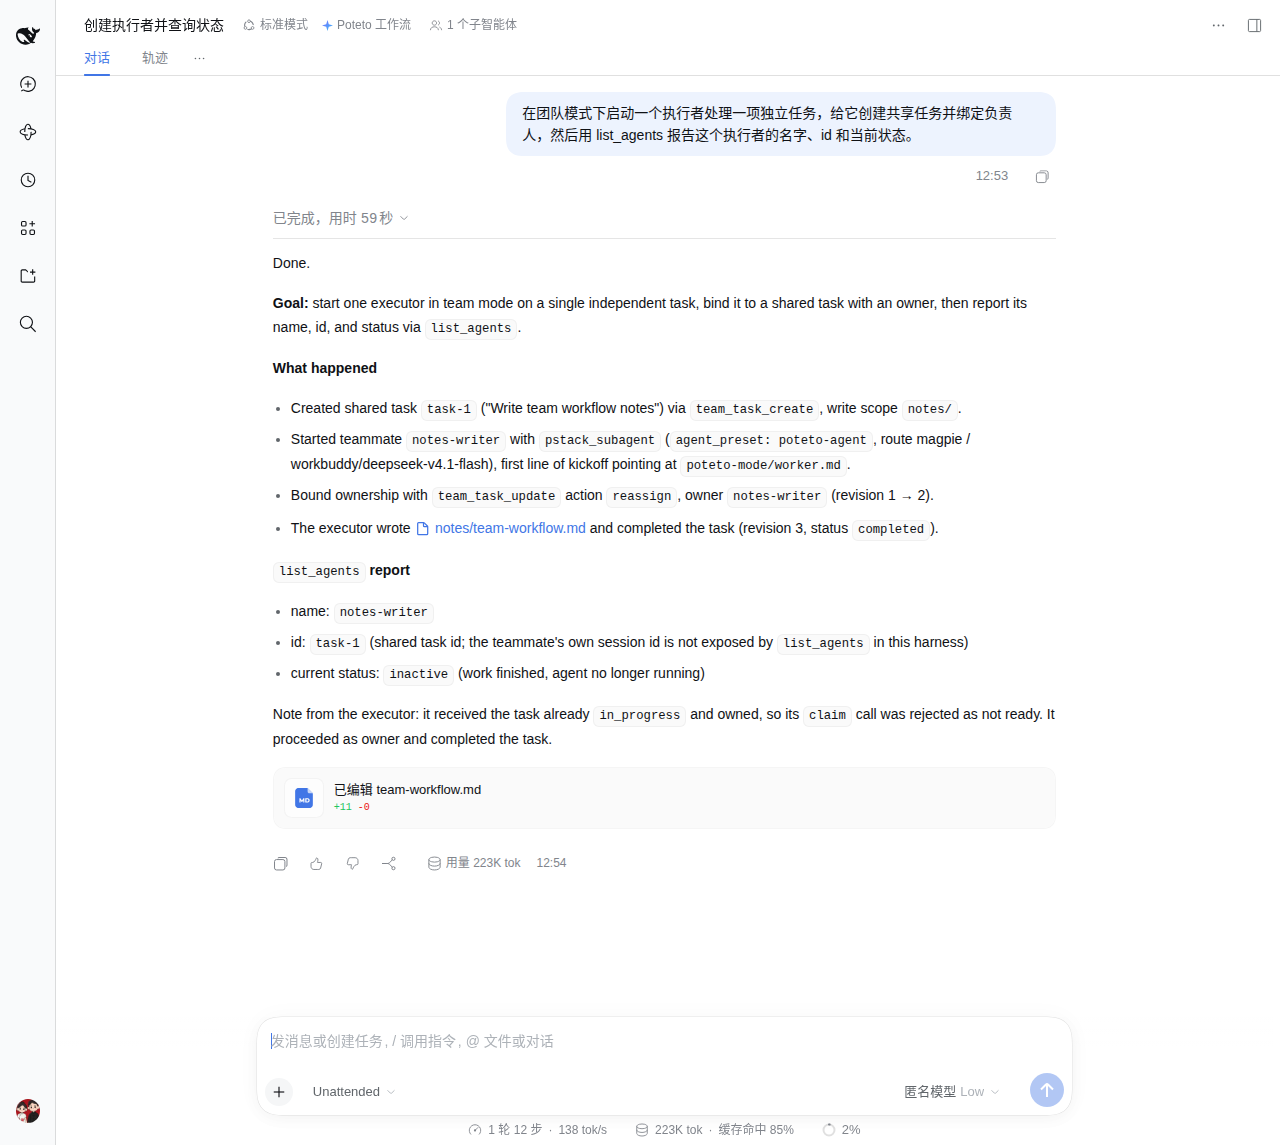 创建执行者并查询状态 标准模式 Poteto 工作流 1 个子智能体
对话 轨迹
在团队模式下启动一个执行者处理一项独立任务，给它创建共享任务并绑定负责
人，然后用 list_agents 报告这个执行者的名字、id 和当前状态。
12:53
已完成，用时 59 秒
Done.
Goal: start one executor in team mode on a single independent task, bind it to a shared task with an owner, then report its
name, id, and status via list_agents.
What happened
• Created shared task task-1 ("Write team workflow notes") via team_task_create, write scope notes/.
• Started teammate notes-writer with pstack_subagent (agent_preset: poteto-agent, route magpie /
workbuddy/deepseek-v4.1-flash), first line of kickoff pointing at poteto-mode/worker.md.
• Bound ownership with team_task_update action reassign, owner notes-writer (revision 1 → 2).
• The executor wrote notes/team-workflow.md and completed the task (revision 3, status completed).
list_agents report
• name: notes-writer
• id: task-1 (shared task id; the teammate's own session id is not exposed by list_agents in this harness)
• current status: inactive (work finished, agent no longer running)
Note from the executor: it received the task already in_progress and owned, so its claim call was rejected as not ready. It
proceeded as owner and completed the task.
已编辑 team-workflow.md
MD
+11 -0
用量 223K tok 12:54
发消息或创建任务, / 调用指令, @ 文件或对话
Unattended 匿名模型 Low
1 轮 12 步 · 138 tok/s 223K tok · 缓存命中 85% 2%